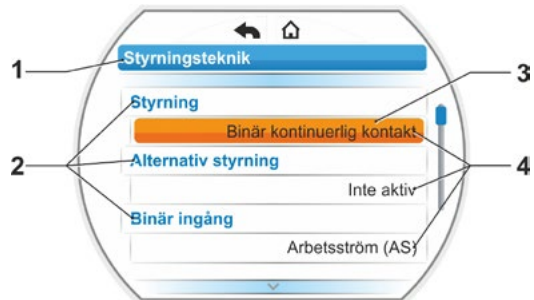 Styrningsteknik
1
3
Styrning
Binär kontinuerlig kontakt
2
Alternativ styrning
4
Inte aktiv
Binär ingång
Arbetsström (AS)